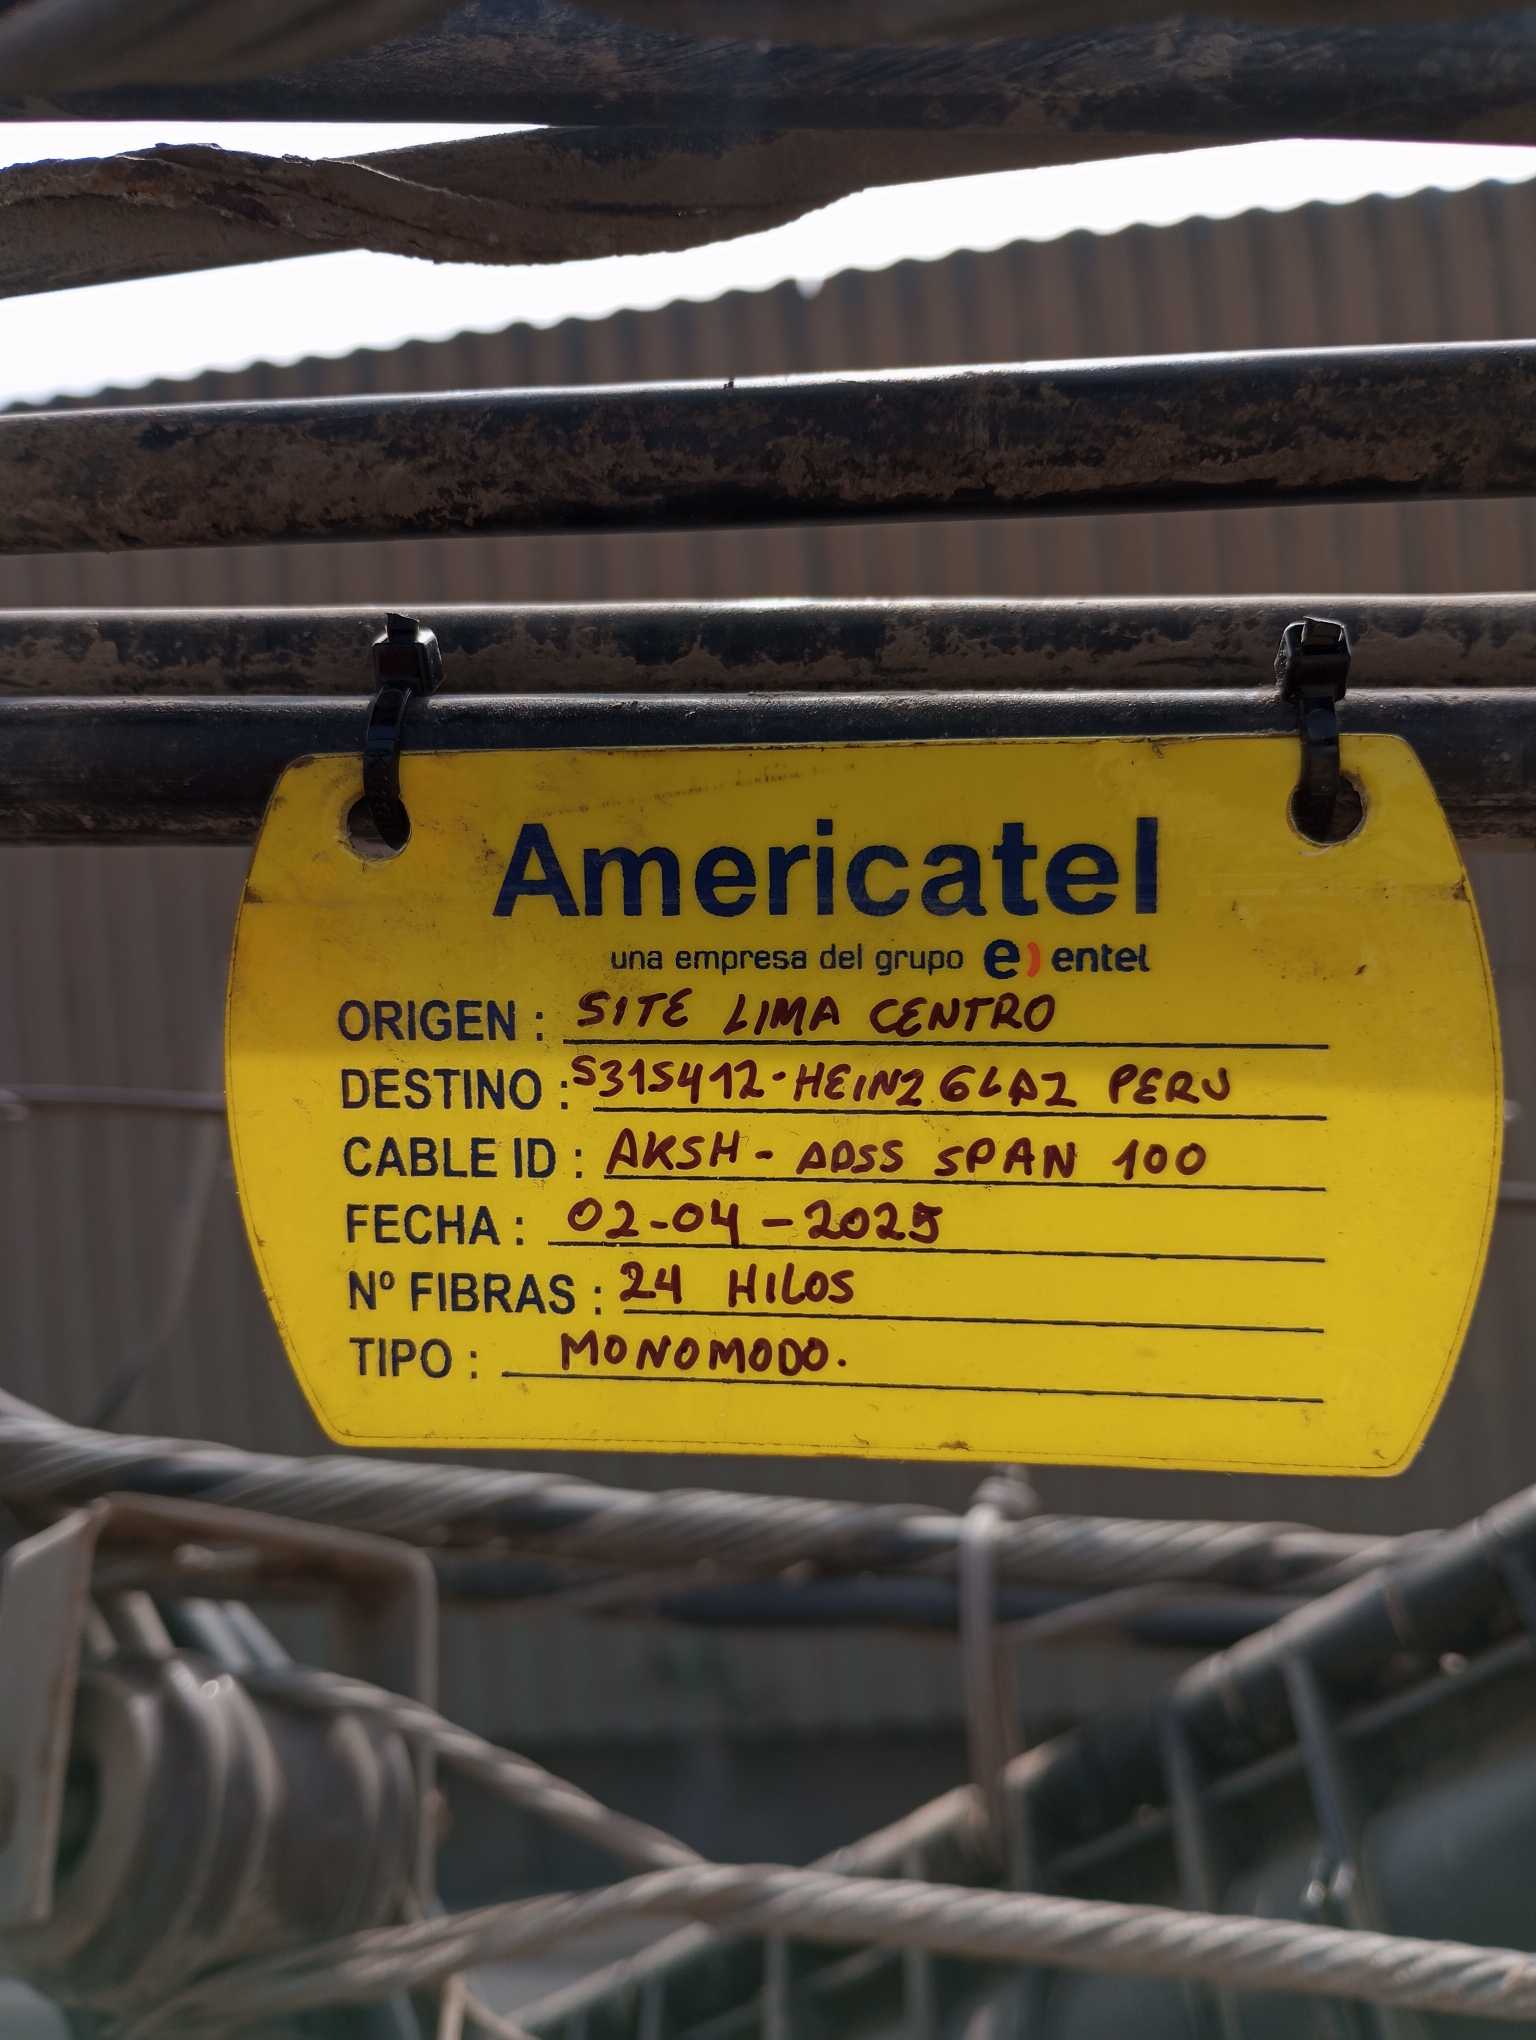 Americatel
una empresa del grupo e) entel
ORIGEN : SITE LIMA CENTRO
DESTINO : S315412-HEINZ GLAZ PERU
CABLE ID : AKSH - ADSS SPAN 100
FECHA : 02-04-2025
Nº FIBRAS : 24 HILOS
TIPO : MONOMODO.